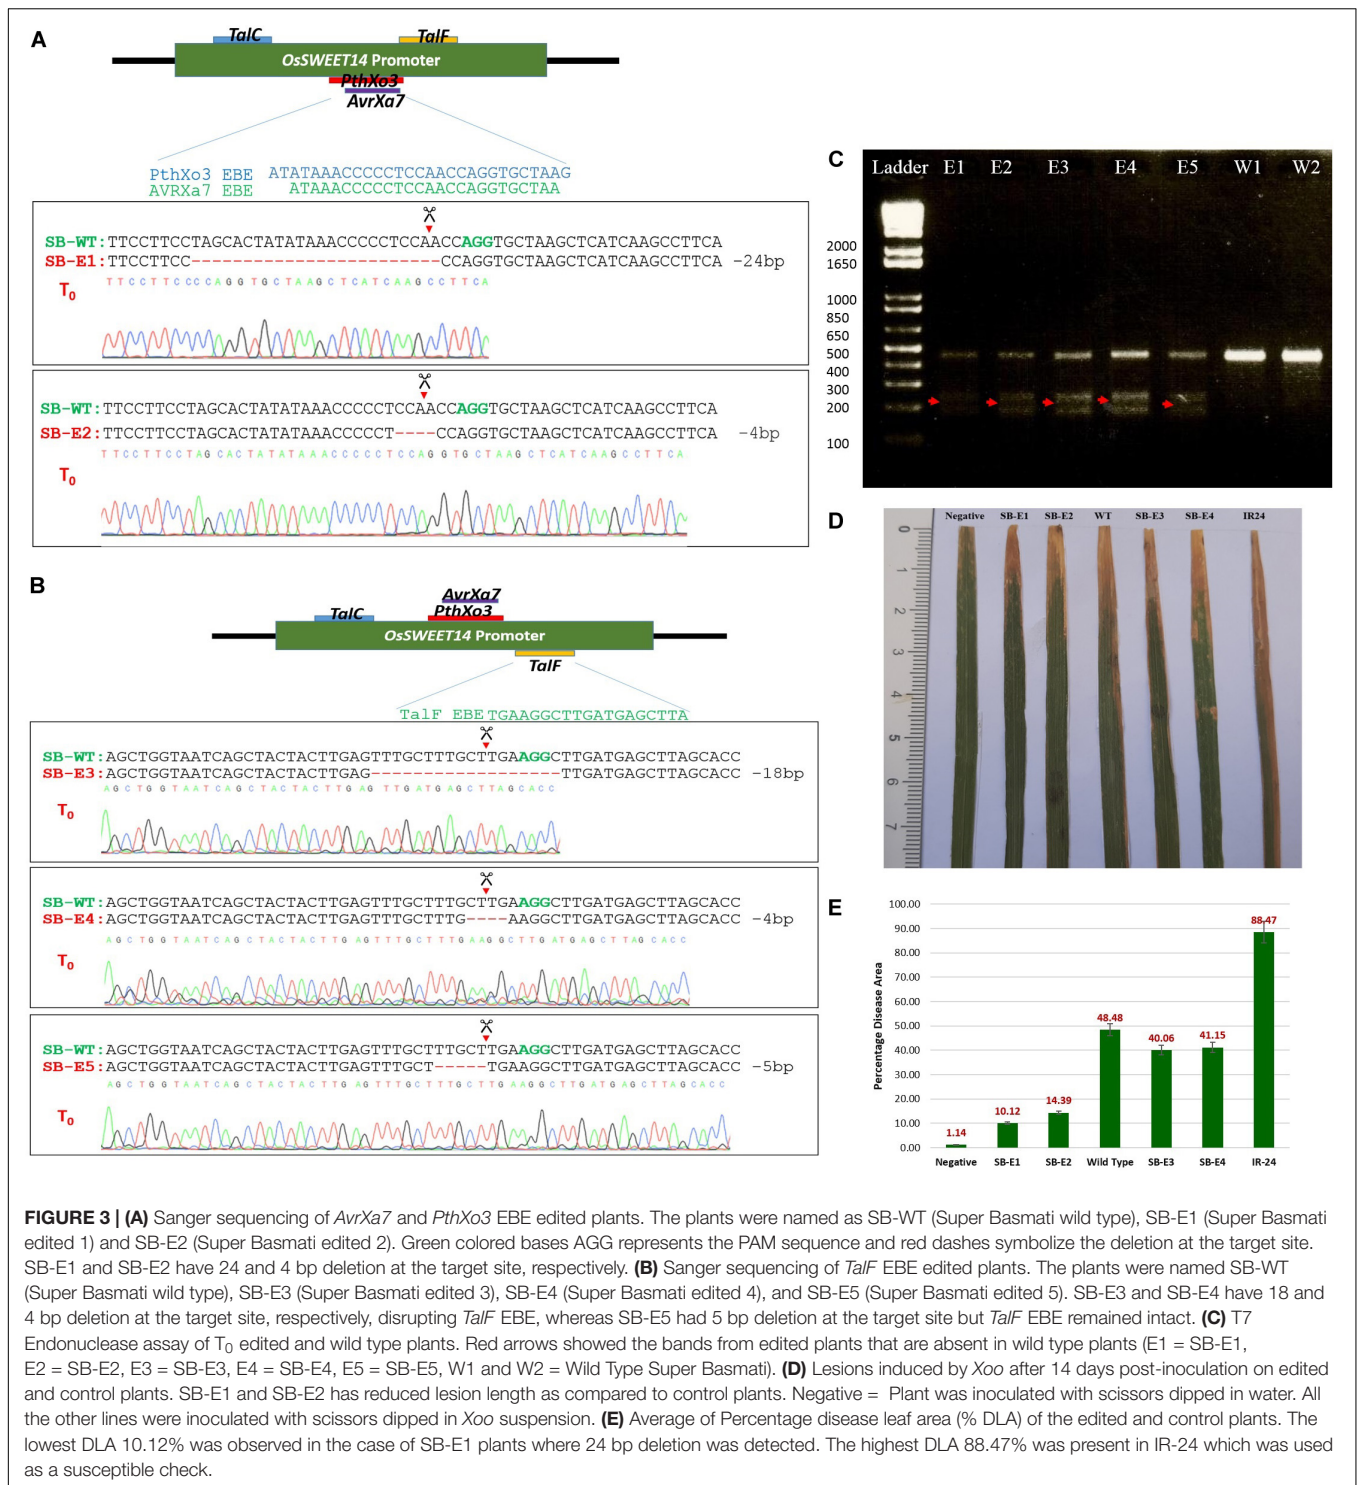 A
TalC
TalF
OsSWEET14 Promoter
PthXo3
AvrXa7
PthXo3 EBE ATATAAACCCCCTCCAACCAGGTGCTAAG
AVRXa7 EBE ATAAACCCCCTCCAACCAGGTGCTAA
SB-WT: TTCCTTCCTAGCACTATATAAACCCCCTCCAACCAGGTGCTAAGCTCATCAAGCCTTCA
SB-E1: TTCCTTCC------------------------CCAGGTGCTAAGCTCATCAAGCCTTCA -24bp
TTCCTTCCCCAGGTGCTAAGCTCATCAAGCCTTCA
T0
SB-WT: TTCCTTCCTAGCACTATATAAACCCCCTCCAACCAGGTGCTAAGCTCATCAAGCCTTCA
SB-E2: TTCCTTCCTAGCACTATATAAACCCCCT----CCAGGTGCTAAGCTCATCAAGCCTTCA -4bp
TTCCTTCCTAGCACTATATAAACCCCCTCCAGGTGCTAAGCTCATCAAGCCTTCA
T0
B
AvrXa7
TalC
PthXo3
OsSWEET14 Promoter
TalF
TalF EBE TGAAGGCTTGATGAGCTTA
SB-WT: AGCTGGTAATCAGCTACTACTTGAGTTTGCTTTGCTTGAAGGCTTGATGAGCTTAGCACC
SB-E3: AGCTGGTAATCAGCTACTACTTGAG------------------TTGATGAGCTTAGCACC -18bp
AGCTGGTAATCAGCTACTACTTGAGTTGATGAGCTTAGCACC
T0
SB-WT: AGCTGGTAATCAGCTACTACTTGAGTTTGCTTTGCTTGAAGGCTTGATGAGCTTAGCACC
SB-E4: AGCTGGTAATCAGCTACTACTTGAGTTTGCTTTG----AAGGCTTGATGAGCTTAGCACC -4bp
AGCTGGTAATCAGCTACTACTTGAGTTTGCTTTGAAGGCTTGATGAGCTTAGCACC
T0
SB-WT: AGCTGGTAATCAGCTACTACTTGAGTTTGCTTTGCTTGAAGGCTTGATGAGCTTAGCACC
SB-E5: AGCTGGTAATCAGCTACTACTTGAGTTTGCT-----TGAAGGCTTGATGAGCTTAGCACC -5bp
AGCTGGTAATCAGCTACTACTTGAGTTTGCTTTGCTTGAAGGCTTGATGAGCTTAGCACC
T0
C
Ladder E1 E2 E3 E4 E5 W1 W2
2000
1650
1000
850
650
500
400
300
200
100
D
Negative SB-E1 SB-E2 WT SB-E3 SB-E4 IR24
0
1
2
3
4
5
6
7
E
Percentage Disease Area
100.00
90.00
80.00
70.00
60.00
50.00
40.00
30.00
20.00
10.00
0.00
1.14
10.12
14.39
48.48
40.06
41.15
88.47
Negative SB-E1 SB-E2 Wild Type SB-E3 SB-E4 IR-24
FIGURE 3 | (A) Sanger sequencing of AvrXa7 and PthXo3 EBE edited plants. The plants were named as SB-WT (Super Basmati wild type), SB-E1 (Super Basmati
edited 1) and SB-E2 (Super Basmati edited 2). Green colored bases AGG represents the PAM sequence and red dashes symbolize the deletion at the target site.
SB-E1 and SB-E2 have 24 and 4 bp deletion at the target site, respectively. (B) Sanger sequencing of TalF EBE edited plants. The plants were named SB-WT
(Super Basmati wild type), SB-E3 (Super Basmati edited 3), SB-E4 (Super Basmati edited 4), and SB-E5 (Super Basmati edited 5). SB-E3 and SB-E4 have 18 and
4 bp deletion at the target site, respectively, disrupting TalF EBE, whereas SB-E5 had 5 bp deletion at the target site but TalF EBE remained intact. (C) T7
Endonuclease assay of T0 edited and wild type plants. Red arrows showed the bands from edited plants that are absent in wild type plants (E1 = SB-E1,
E2 = SB-E2, E3 = SB-E3, E4 = SB-E4, E5 = SB-E5, W1 and W2 = Wild Type Super Basmati). (D) Lesions induced by Xoo after 14 days post-inoculation on edited
and control plants. SB-E1 and SB-E2 has reduced lesion length as compared to control plants. Negative = Plant was inoculated with scissors dipped in water. All
the other lines were inoculated with scissors dipped in Xoo suspension. (E) Average of Percentage disease leaf area (% DLA) of the edited and control plants. The
lowest DLA 10.12% was observed in the case of SB-E1 plants where 24 bp deletion was detected. The highest DLA 88.47% was present in IR-24 which was used
as a susceptible check.